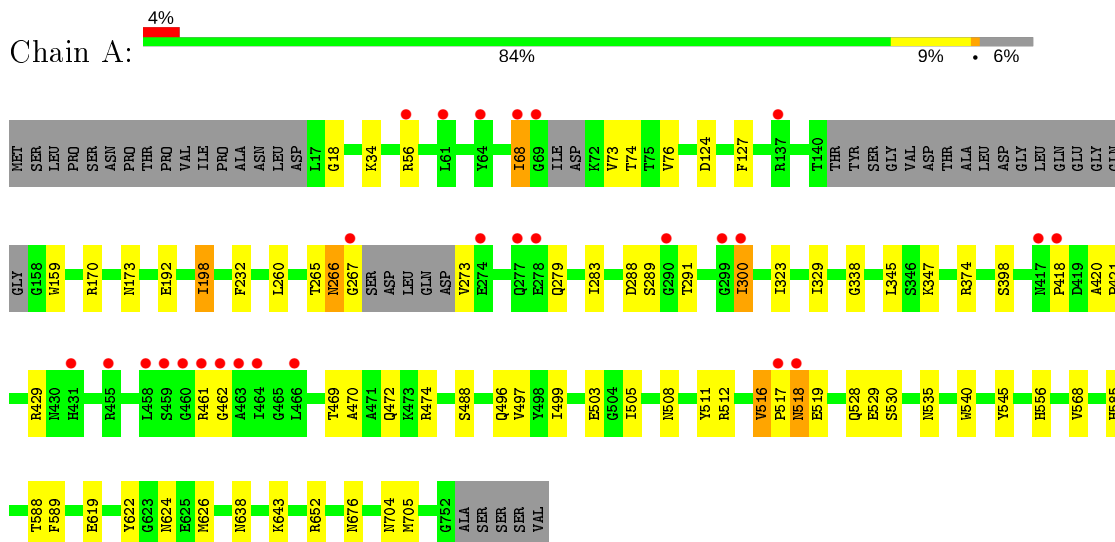 4%
Chain A:
84% 9% • 6%
MET SER LEU PRO SER ASN PRO THR PRO VAL ILE PRO ALA ASN LEU ASP L17 G18 K34 R56 L61 Y64 I68 G69 ILE ASP K72 V73 T74 T75 V76 D124 F127 R137 T140 THR TYR SER GLY VAL ASP THR ALA LEU ASP GLY LEU GLN GLU GLY GLN
GLY G158 W159 R170 N173 E192 I198 F232 L260 T265 N266 G267 SER ASP LEU GLN ASP V273 E274 Q277 E278 Q279 I283 D288 S289 G290 T291 G299 I300 I323 I329 G338 L345 S346 K347 R374 S398 N417 P418 D419 A420
R429 N430 H431 R455 L458 S459 G460 R461 G462 A463 I464 G465 L466 T469 A470 A471 Q472 K473 R474 S488 Q496 V497 V498 I499 E503 G504 I505 N508 Y511 R512 V516 P517 N518 E519 Q528 E529 S530 N535 W540 Y545 H556 V568 H585
T588 F589 E619 Y622 G623 N624 E625 M626 N638 K643 R652 N676 N704 M705 G752 ALA SER SER SER VAL